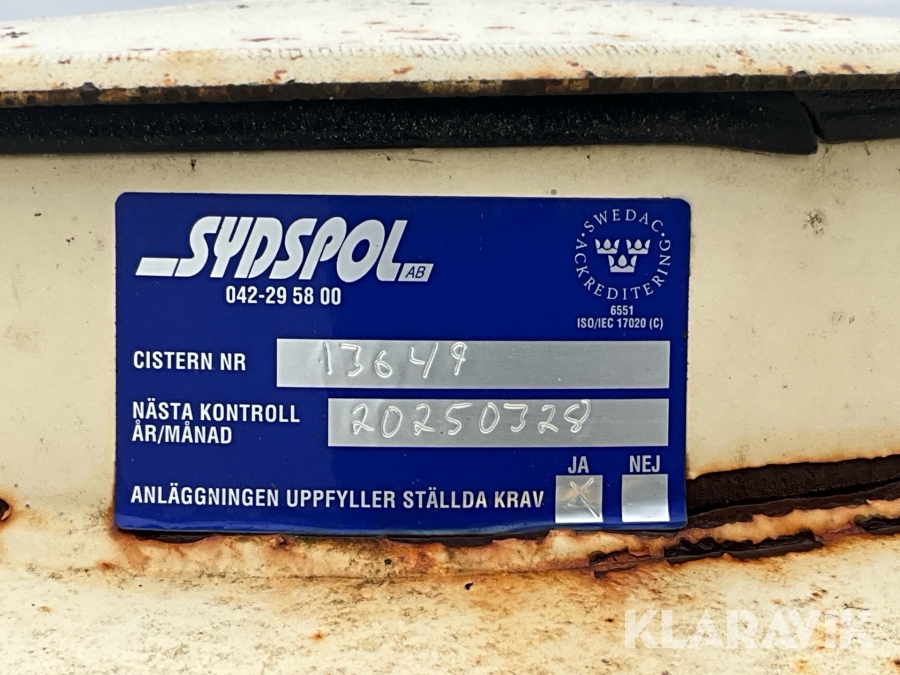 SYDSPOL AB
042-29 58 00
·SWEDAC·
ACKREDITERING
6551
ISO/IEC 17020 (C)
CISTERN NR 13649
NÄSTA KONTROLL
ÅR/MÅNAD 20250328
JA NEJ
ANLÄGGNINGEN UPPFYLLER STÄLLDA KRAV X
KLARAVIK